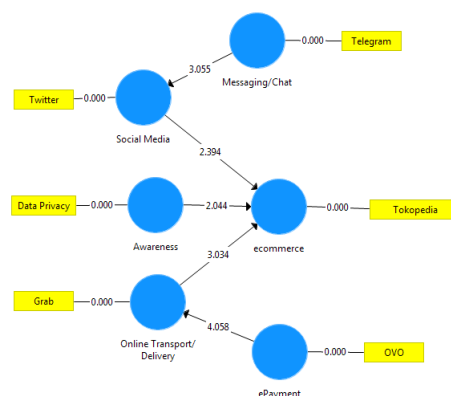 0.000
Telegram
Messaging/Chat
3.055
Twitter
0.000
Social Media
2.394
Data Privacy
0.000
2.044
0.000
Tokopedia
Awareness
ecommerce
3.034
Grab
0.000
4.058
Online Transport/
Delivery
0.000
OVO
ePayment